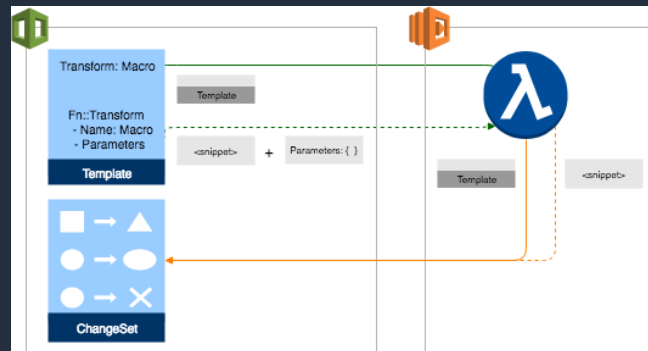 Transform: Macro
Template
Fn::Transform
- Name: Macro
- Parameters
<snippet>
+
Parameters: { }
Template
Template
<snippet>
ChangeSet